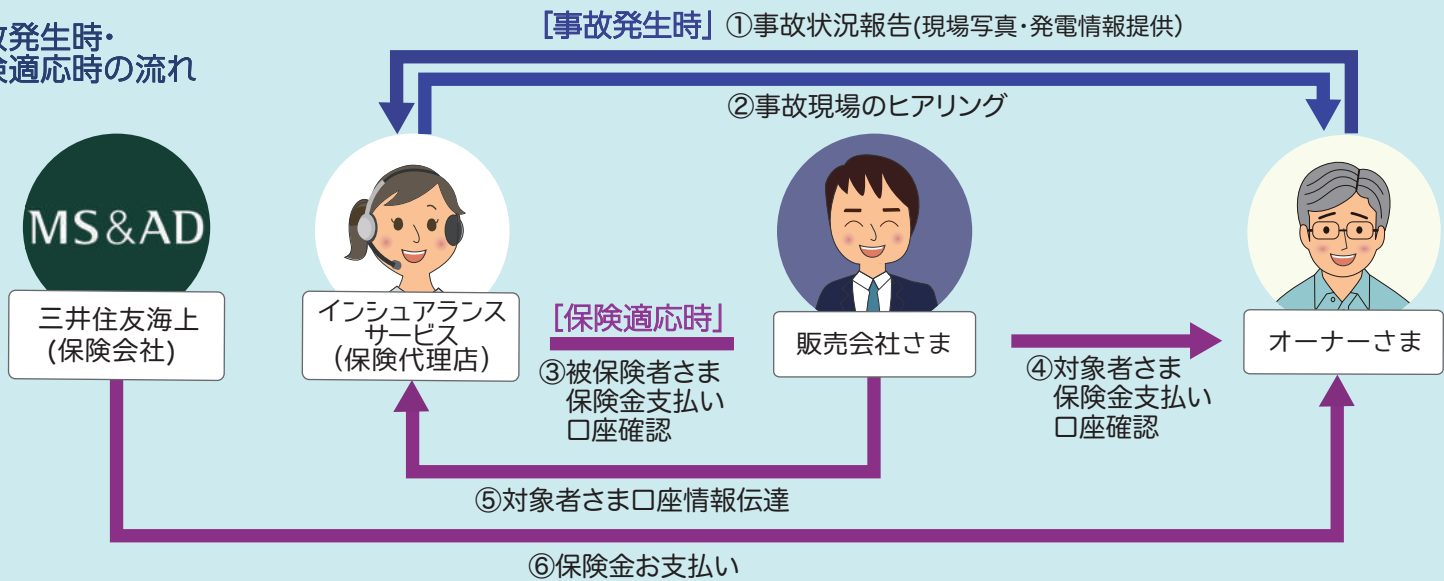 故発生時・
険適応時の流れ
［事故発生時」 ①事故状況報告(現場写真・発電情報提供）
②事故現場のヒアリング
MS&AD
三井住友海上
(保険会社)
インシュアランス
サービス
（保険代理店）
［保険適応時」
販売会社さま
オーナーさま
③被保険者さま
保険金支払い
口座確認
④対象者さま
保険金支払い
口座確認
⑤対象者さま口座情報伝達
⑥保険金お支払い